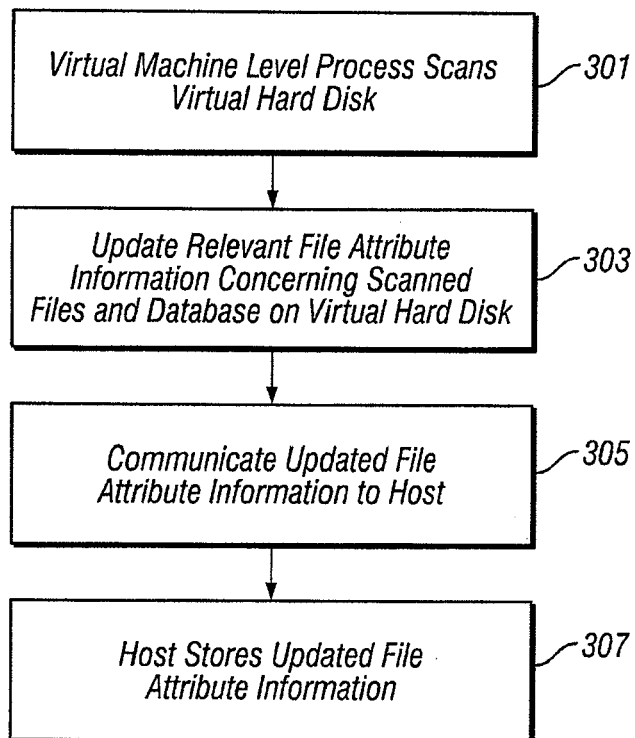 Virtual Machine Level Process Scans
Virtual Hard Disk
301
Update Relevant File Attribute
Information Concerning Scanned
Files and Database on Virtual Hard Disk
303
Communicate Updated File
Attribute Information to Host
305
Host Stores Updated File
Attribute Information
307